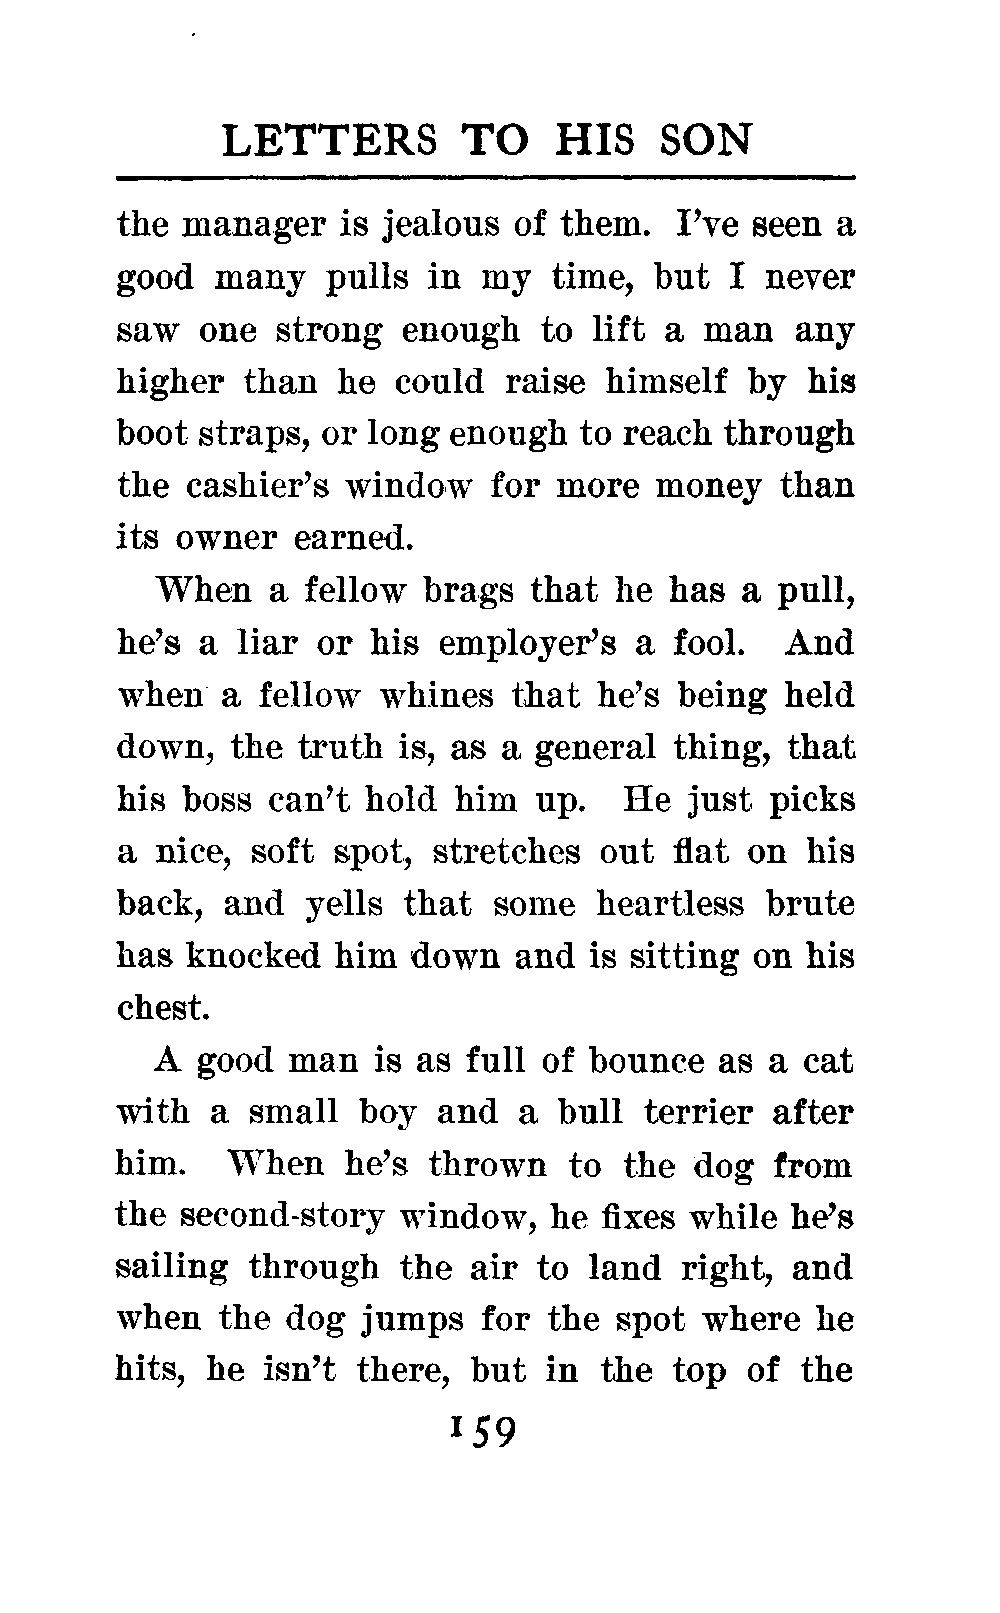 LETTERS TO HIS SON
the manager is jealous of them. I've seen a
good many pulls in my time, but I never
saw one strong enough to lift a man any
higher than he could raise himself by his
boot straps, or long enough to reach through
the cashier's window for more money than
its owner earned.
When a fellow brags that he has a pull,
he's a liar or his employer's a fool. And
when a fellow whines that he's being held
down, the truth is, as a general thing, that
his boss can't hold him up. He just picks
a nice, soft spot, stretches out flat on his
back, and yells that some heartless brute
has knocked him down and is sitting on his
chest.
A good man is as full of bounce as a cat
with a small boy and a bull terrier after
him. When he's thrown to the dog from
the second-story window, he fixes while he's
sailing through the air to land right, and
when the dog jumps for the spot where he
hits, he isn't there, but in the top of the
159